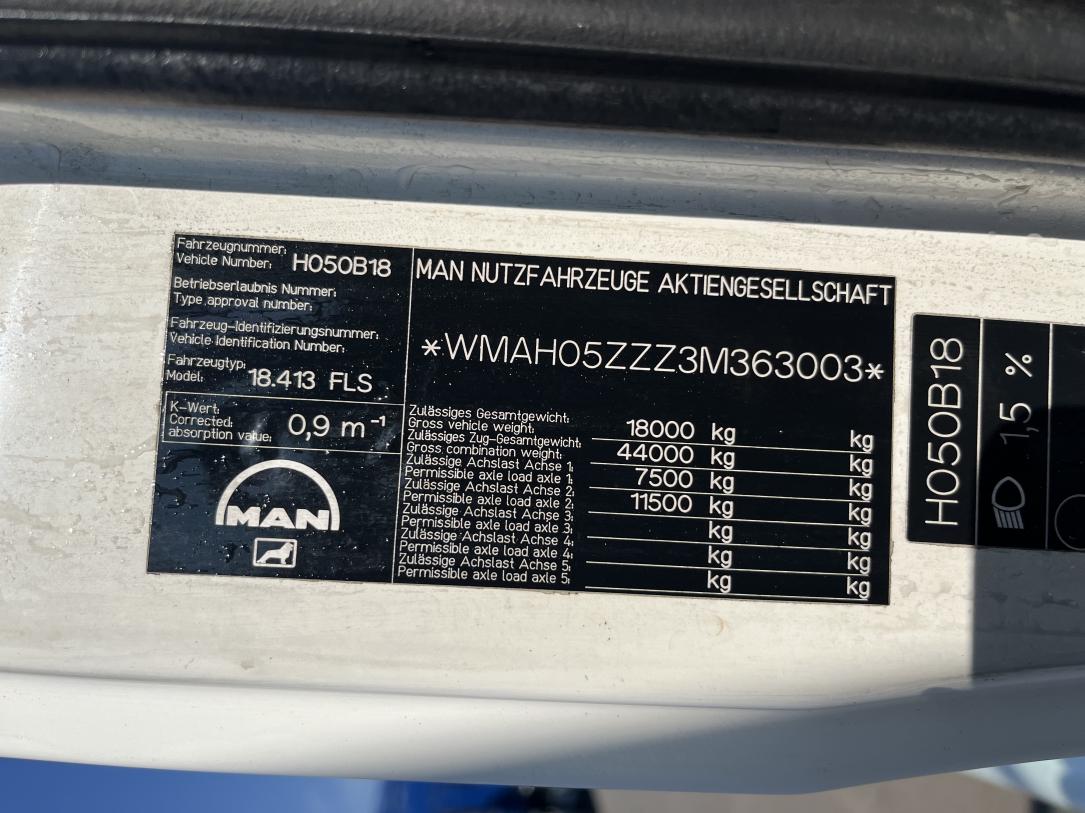 Fahrzeugnummer:
Vehicle Number: H050B18
Betriebserlaubnis Nummer:
Type approval number:
Fahrzeug-Identifizierungsnummer:
Vehicle Identification Number:
Fahrzeugtyp:
Model: 18.413 FLS
K-Wert:
Corrected absorption value: 0,9 m⁻¹
MAN
MAN NUTZFAHRZEUGE AKTIENGESELLSCHAFT
*WMAH05ZZZ3M363003*
Zulässiges Gesamtgewicht:
Gross vehicle weight: 18000 kg kg
Zulässiges Zug-Gesamtgewicht:
Gross combination weight: 44000 kg kg
Zulässige Achslast Achse 1:
Permissible axle load axle 1: 7500 kg kg
Zulässige Achslast Achse 2:
Permissible axle load axle 2: 11500 kg kg
Zulässige Achslast Achse 3:
Permissible axle load axle 3: kg kg
Zulässige Achslast Achse 4:
Permissible axle load axle 4: kg kg
Zulässige Achslast Achse 5:
Permissible axle load axle 5: kg kg
H050B18
1,5 %